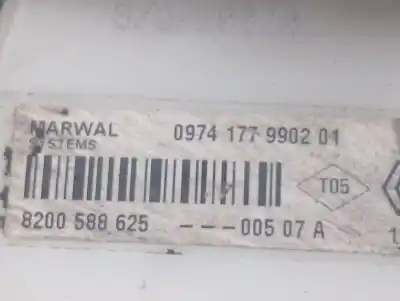 MARWAL 0974 177 9902 01
SYSTEMS
T05
8200 588 625 --- 005 07 A